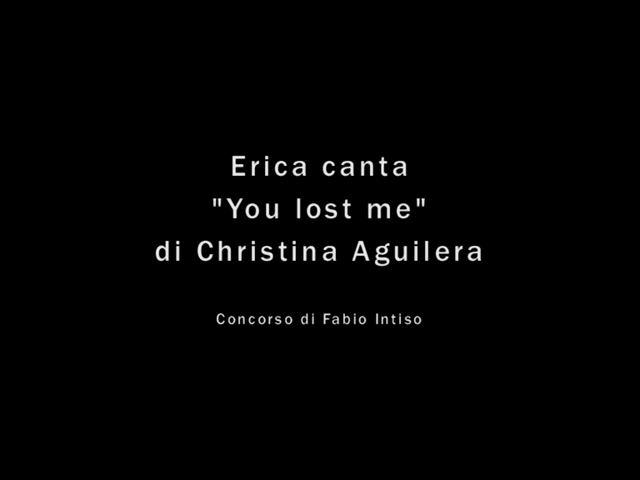 Erica canta
"You lost me"
di Christina Aguilera
Concorso di Fabio Intiso